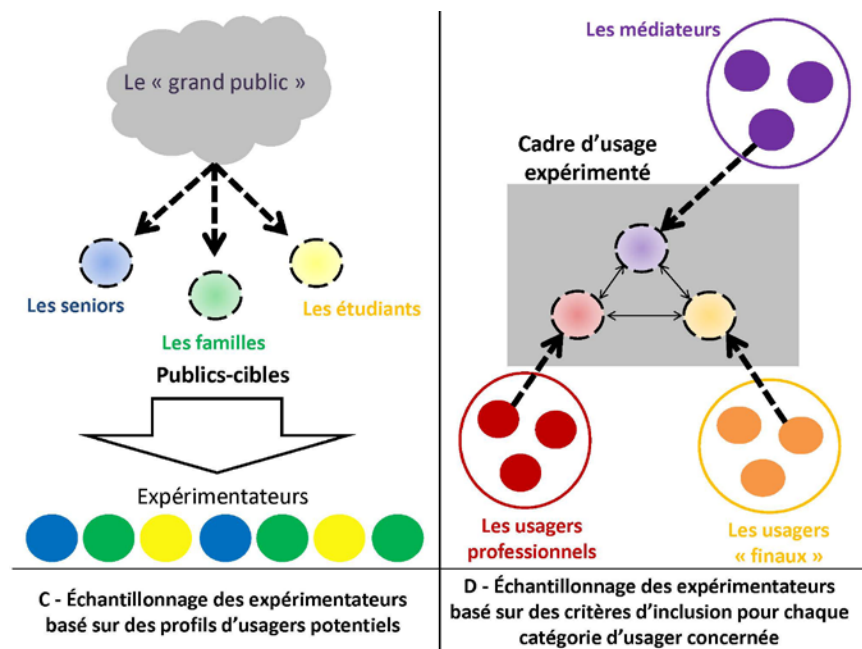 Le « grand public »
Les seniors
Les familles
Les étudiants
Publics-cibles
Expérimentateurs
C - Échantillonnage des expérimentateurs
basé sur des profils d'usagers potentiels
Les médiateurs
Cadre d'usage
expérimenté
Les usagers
professionnels
Les usagers
« finaux »
D - Échantillonnage des expérimentateurs
basé sur des critères d'inclusion pour chaque
catégorie d'usager concernée